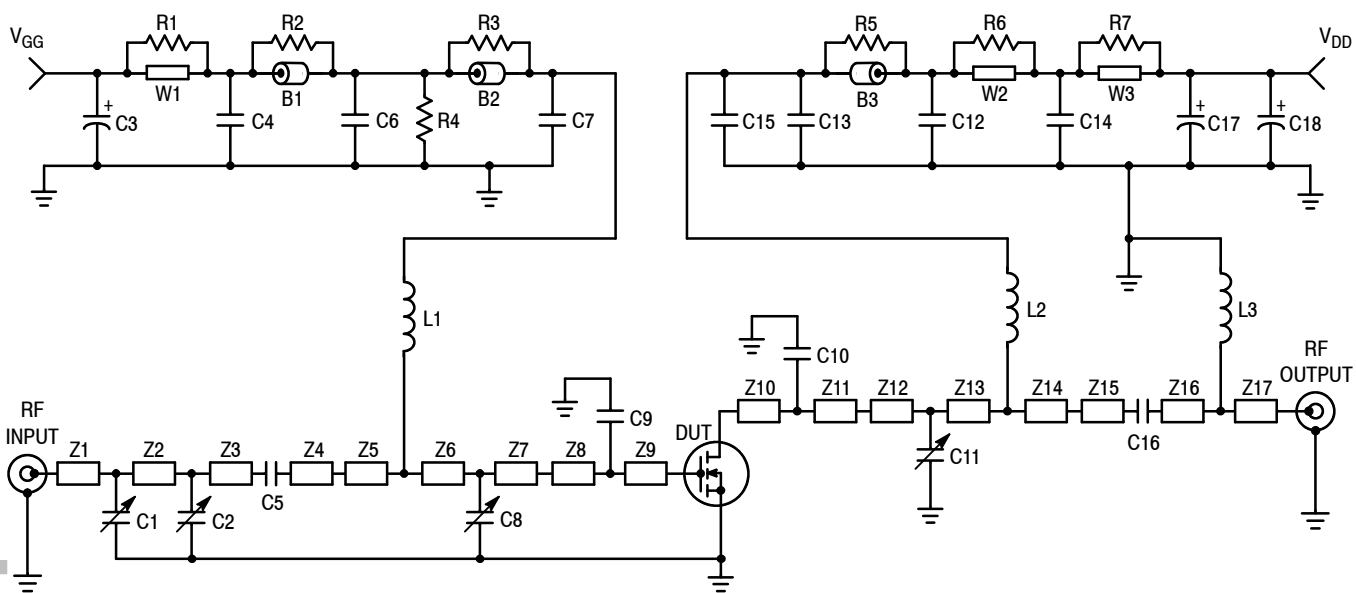 R1 R2 R3 R5 R6 R7
V_GG V_DD
W1 B1 B2 B3 W2 W3
+ C3 C4 C6 R4 C7 C15 C13 C12 C14 + C17 + C18
L1 L2 L3
C10
RF OUTPUT
Z10 Z11 Z12 Z13 Z14 Z15 Z16 Z17
C9 C16
RF INPUT
DUT
Z1 Z2 Z3 Z4 Z5 Z6 Z7 Z8 Z9
C11
C5
C1 C2 C8